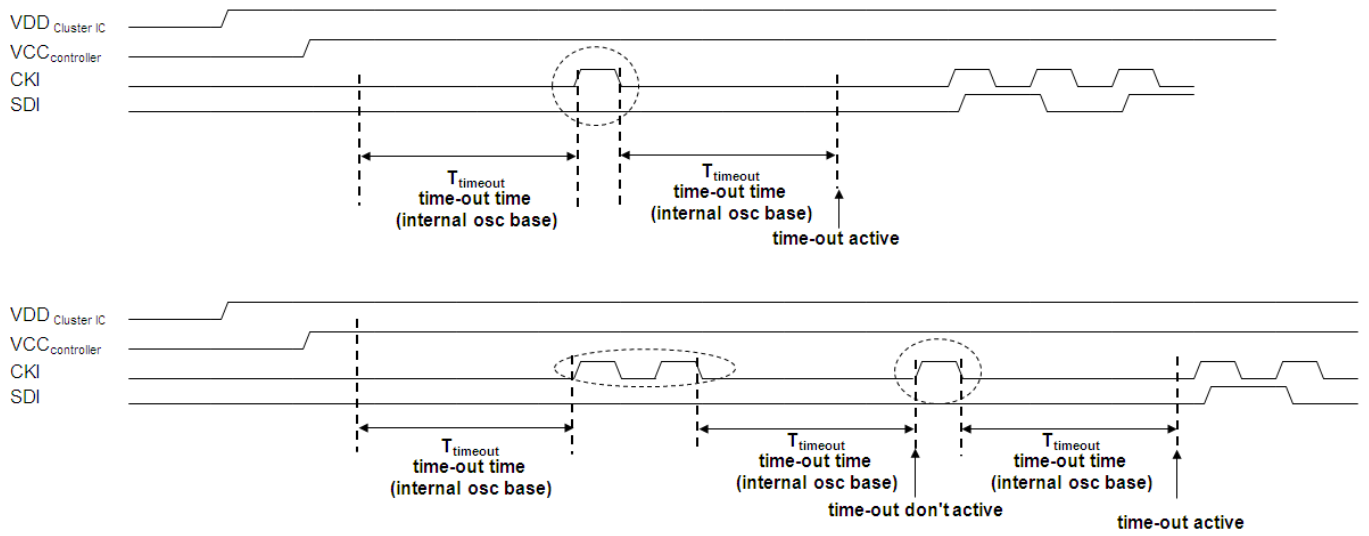 VDD Cluster IC
VCCcontroller
CKI
SDI
Ttimeout
time-out time
(internal osc base)
Ttimeout
time-out time
(internal osc base)
time-out active
VDD Cluster IC
VCCcontroller
CKI
SDI
Ttimeout
time-out time
(internal osc base)
Ttimeout
time-out time
(internal osc base)
Ttimeout
time-out time
(internal osc base)
time-out don't active
time-out active